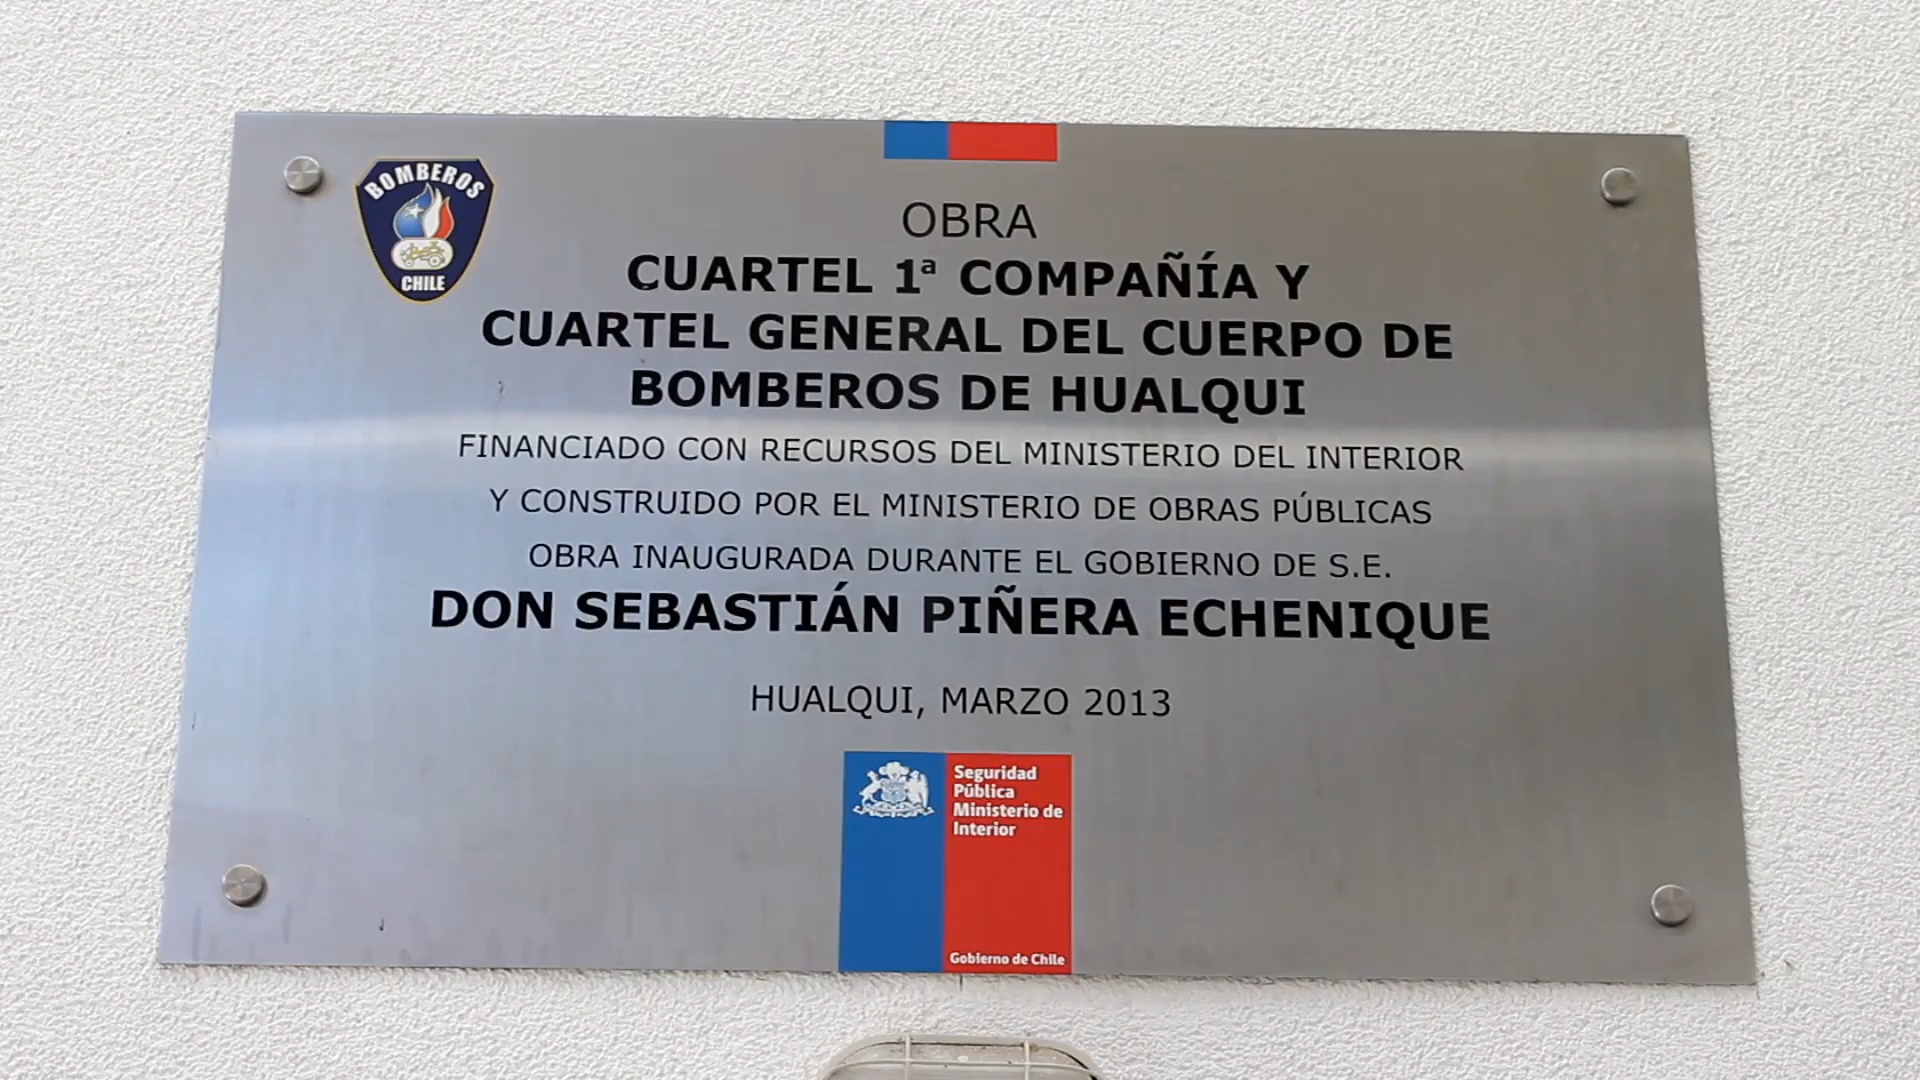 BOMBEROS
CHILE
OBRA
CUARTEL 1ª COMPAÑÍA Y
CUARTEL GENERAL DEL CUERPO DE
BOMBEROS DE HUALQUI
FINANCIADO CON RECURSOS DEL MINISTERIO DEL INTERIOR
Y CONSTRUIDO POR EL MINISTERIO DE OBRAS PÚBLICAS
OBRA INAUGURADA DURANTE EL GOBIERNO DE S.E.
DON SEBASTIÁN PIÑERA ECHENIQUE
HUALQUI, MARZO 2013
Seguridad
Pública
Ministerio de
Interior
Gobierno de Chile